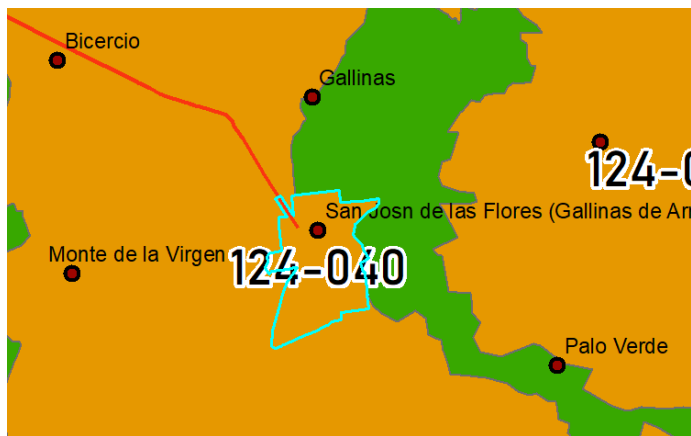 Bicercio
Gallinas
124-0
San Josn de las Flores (Gallinas de Arr
Monte de la Virgen
124-040
Palo Verde